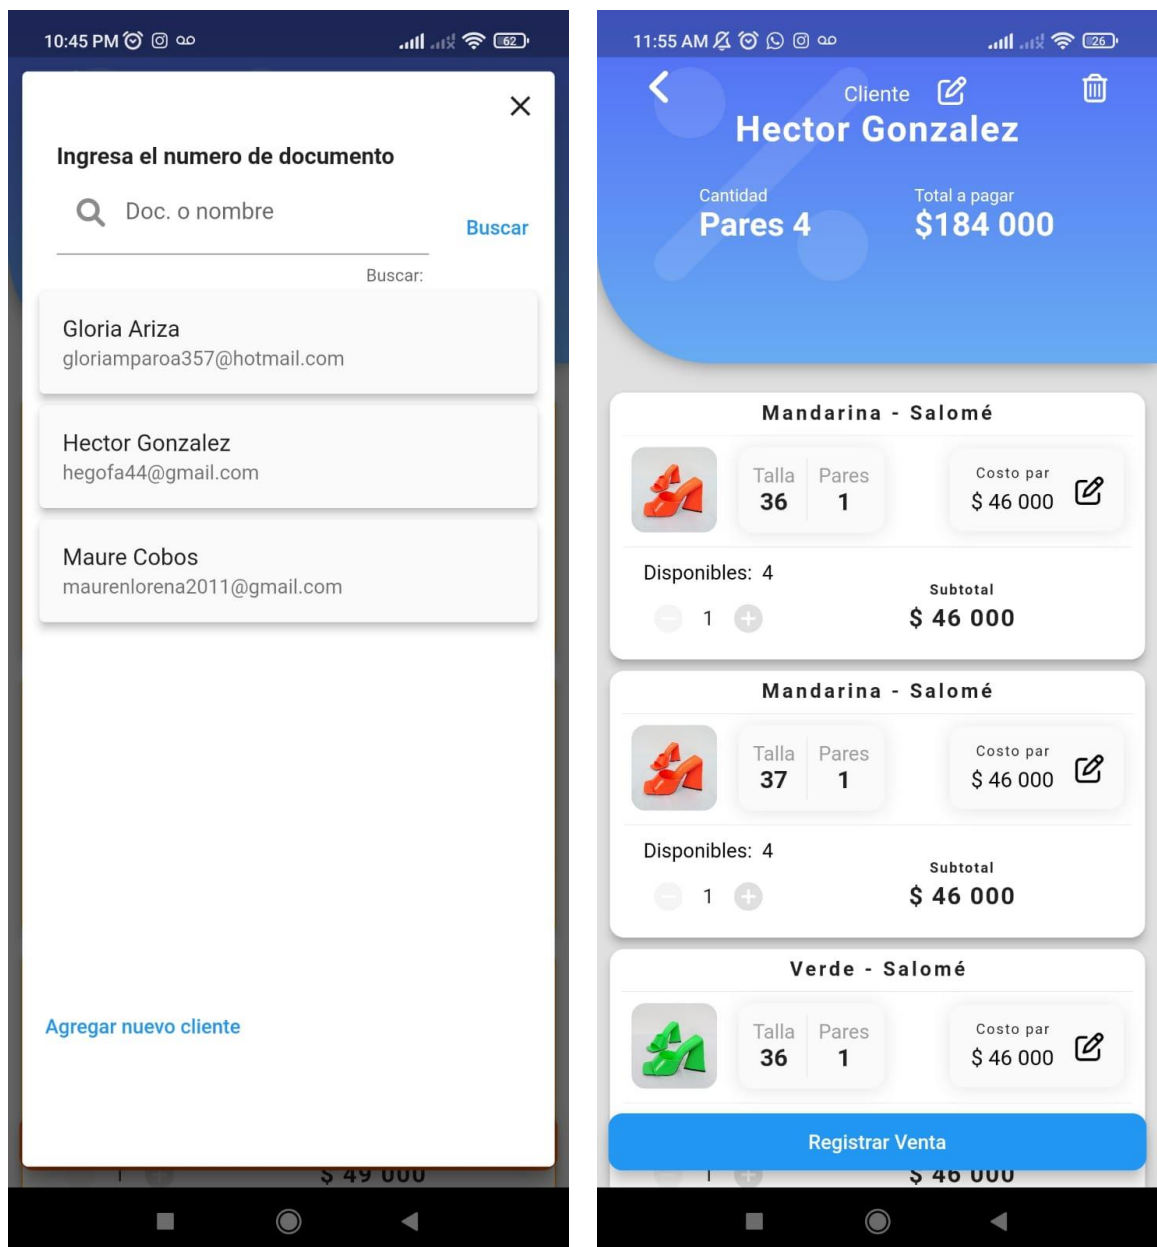 10:45 PM
62
Ingresa el numero de documento
Doc. o nombre
Buscar
Buscar:
Gloria Ariza
gloriamparoa357@hotmail.com
Hector Gonzalez
hegofa44@gmail.com
Maure Cobos
maurenlorena2011@gmail.com
Agregar nuevo cliente
1
$ 49 000
11:55 AM
26
Cliente
Hector Gonzalez
Cantidad Total a pagar
Pares 4 $184 000
Mandarina - Salomé
Talla Pares Costo par
36 1 $ 46 000
Disponibles: 4
Subtotal
1 $ 46 000
Mandarina - Salomé
Talla Pares Costo par
37 1 $ 46 000
Disponibles: 4
Subtotal
1 $ 46 000
Verde - Salomé
Talla Pares Costo par
36 1 $ 46 000
Registrar Venta
1 $ 46 000